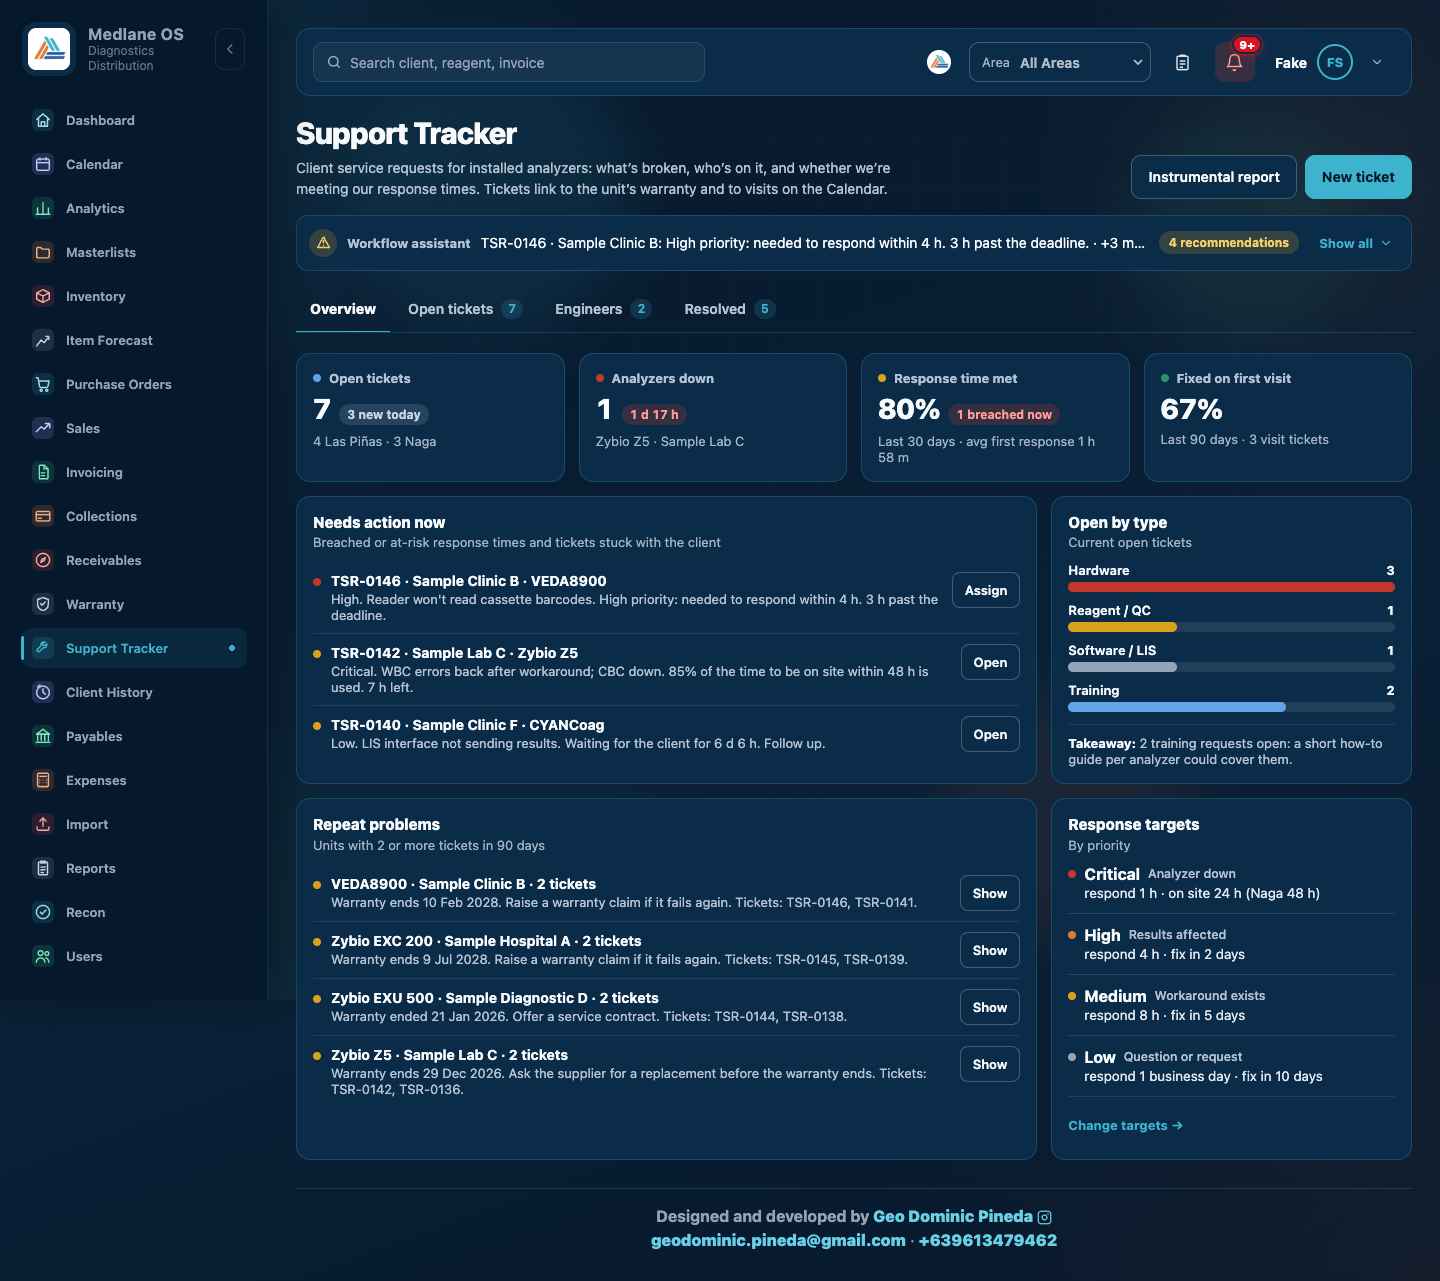 Medlane OS
Diagnostics
Distribution
Dashboard
Calendar
Analytics
Masterlists
Inventory
Item Forecast
Purchase Orders
Sales
Invoicing
Collections
Receivables
Warranty
Support Tracker
Client History
Payables
Expenses
Import
Reports
Recon
Users
Search client, reagent, invoice
Area All Areas
9+
Fake FS
Support Tracker
Client service requests for installed analyzers: what’s broken, who’s on it, and whether we’re
meeting our response times. Tickets link to the unit’s warranty and to visits on the Calendar.
Instrumental report
New ticket
Workflow assistant TSR-0146 · Sample Clinic B: High priority: needed to respond within 4 h. 3 h past the deadline. · +3 m... 4 recommendations Show all
Overview Open tickets 7 Engineers 2 Resolved 5
Open tickets
7 3 new today
4 Las Piñas · 3 Naga
Analyzers down
1 1 d 17 h
Zybio Z5 · Sample Lab C
Response time met
80% 1 breached now
Last 30 days · avg first response 1 h
58 m
Fixed on first visit
67%
Last 90 days · 3 visit tickets
Needs action now
Breached or at-risk response times and tickets stuck with the client
TSR-0146 · Sample Clinic B · VEDA8900
High. Reader won't read cassette barcodes. High priority: needed to respond within 4 h. 3 h past the
deadline.
Assign
TSR-0142 · Sample Lab C · Zybio Z5
Critical. WBC errors back after workaround; CBC down. 85% of the time to be on site within 48 h is
used. 7 h left.
Open
TSR-0140 · Sample Clinic F · CYANCoag
Low. LIS interface not sending results. Waiting for the client for 6 d 6 h. Follow up.
Open
Open by type
Current open tickets
Hardware 3
Reagent / QC 1
Software / LIS 1
Training 2
Takeaway: 2 training requests open: a short how-to
guide per analyzer could cover them.
Repeat problems
Units with 2 or more tickets in 90 days
VEDA8900 · Sample Clinic B · 2 tickets
Warranty ends 10 Feb 2028. Raise a warranty claim if it fails again. Tickets: TSR-0146, TSR-0141.
Show
Zybio EXC 200 · Sample Hospital A · 2 tickets
Warranty ends 9 Jul 2028. Raise a warranty claim if it fails again. Tickets: TSR-0145, TSR-0139.
Show
Zybio EXU 500 · Sample Diagnostic D · 2 tickets
Warranty ended 21 Jan 2026. Offer a service contract. Tickets: TSR-0144, TSR-0138.
Show
Zybio Z5 · Sample Lab C · 2 tickets
Warranty ends 29 Dec 2026. Ask the supplier for a replacement before the warranty ends. Tickets:
TSR-0142, TSR-0136.
Show
Response targets
By priority
Critical Analyzer down
respond 1 h · on site 24 h (Naga 48 h)
High Results affected
respond 4 h · fix in 2 days
Medium Workaround exists
respond 8 h · fix in 5 days
Low Question or request
respond 1 business day · fix in 10 days
Change targets →
Designed and developed by Geo Dominic Pineda
geodominic.pineda@gmail.com · +639613479462